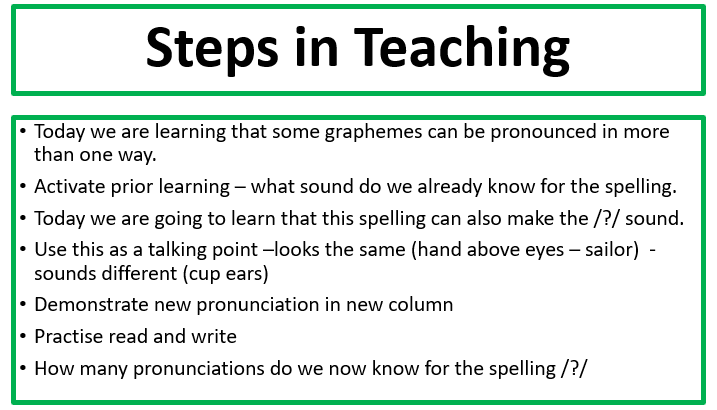 Steps in Teaching
• Today we are learning that some graphemes can be pronounced in more
than one way.
• Activate prior learning – what sound do we already know for the spelling.
• Today we are going to learn that this spelling can also make the /?/ sound.
• Use this as a talking point –looks the same (hand above eyes – sailor)  -
sounds different (cup ears)
• Demonstrate new pronunciation in new column
• Practise read and write
• How many pronunciations do we now know for the spelling /?/